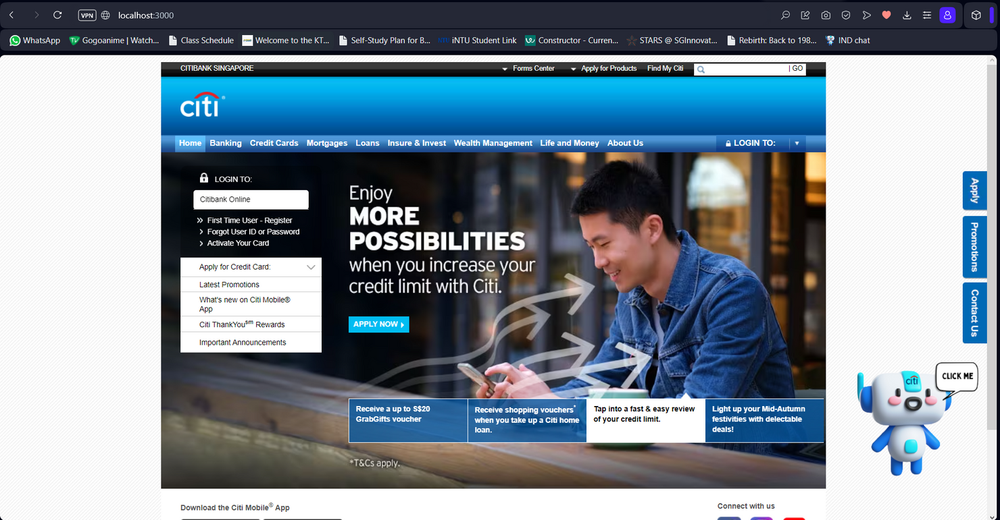 VPN
localhost:3000
WhatsApp
Gogoanime | Watch...
Class Schedule
Welcome to the KT...
Self-Study Plan for B...
iNTU Student Link
Constructor - Curren...
STARS @ SGInnovat...
Rebirth: Back to 198...
IND chat
CITIBANK SINGAPORE
Forms Center
Apply for Products
Find My Citi
| GO
citi®
Home
Banking
Credit Cards
Mortgages
Loans
Insure & Invest
Wealth Management
Life and Money
About Us
LOGIN TO:
LOGIN TO:
Citibank Online
First Time User - Register
Forgot User ID or Password
Activate Your Card
Apply for Credit Card:
Latest Promotions
What's new on Citi Mobile®
App
Citi ThankYou℠ Rewards
Important Announcements
Enjoy
MORE
POSSIBILITIES
when you increase your
credit limit with Citi.
APPLY NOW
Receive a up to S$20
GrabGifts voucher
Receive shopping vouchers*
when you take up a Citi home
loan.
Tap into a fast & easy review
of your credit limit.
Light up your Mid-Autumn
festivities with delectable
deals!
*T&Cs apply.
Apply
Promotions
Contact Us
CLICK ME
citi
Download the Citi Mobile® App
Connect with us